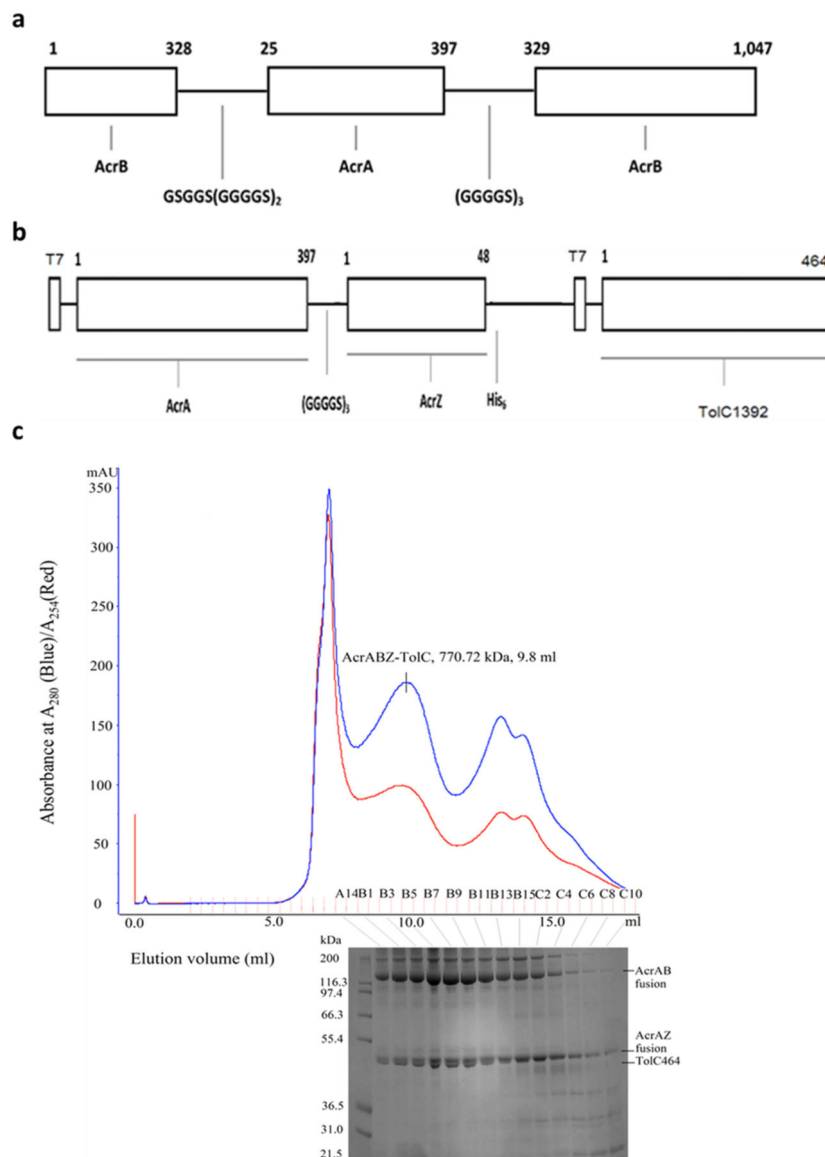 a
1 328 25 397 329 1,047
AcrB AcrA AcrB
GSGGS(GGGGS)₂ (GGGGS)₃
b
T7 1 397 1 48 T7 1 464
AcrA (GGGGS)₃ AcrZ His₆ TolC1392
c
mAU
350
300
250
200
150
100
50
0
Absorbance at A₂₈₀ (Blue)/A₂₅₄(Red)
AcrABZ-TolC, 770.72 kDa, 9.8 ml
A14B1 B3 B5 B7 B9 B11B13B15C2 C4 C6 C8 C10
0.0 5.0 10.0 15.0 ml
Elution volume (ml)
kDa
200
116.3
97.4
66.3
55.4
36.5
31.0
21.5
AcrAB
fusion
AcrAZ
fusion
TolC464